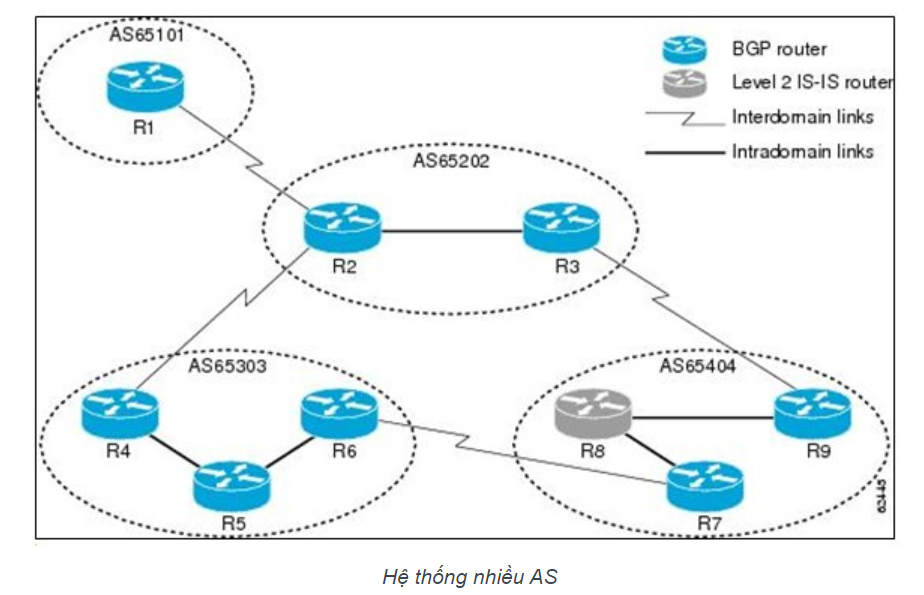 AS65101
R1
BGP router
Level 2 IS-IS router
Interdomain links
Intradomain links
AS65202
R2
R3
AS65303
R4
R6
R5
AS65404
R8
R9
R7
62445
Hệ thống nhiều AS